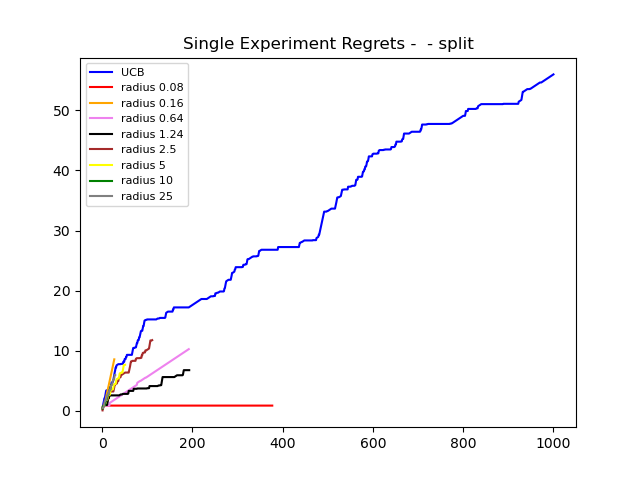 Single Experiment Regrets -  - split
UCB
radius 0.08
radius 0.16
radius 0.64
radius 1.24
radius 2.5
radius 5
radius 10
radius 25
50
40
30
20
10
0
0 200 400 600 800 1000